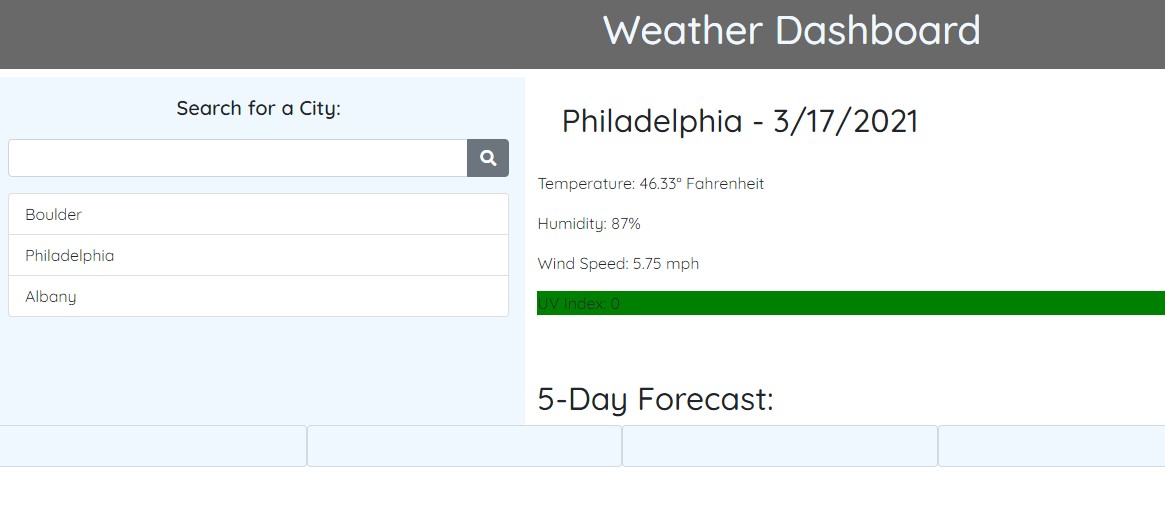 Weather Dashboard
Search for a City:
Boulder
Philadelphia
Albany
Philadelphia - 3/17/2021
Temperature: 46.33° Fahrenheit
Humidity: 87%
Wind Speed: 5.75 mph
UV Index: 0
5-Day Forecast: